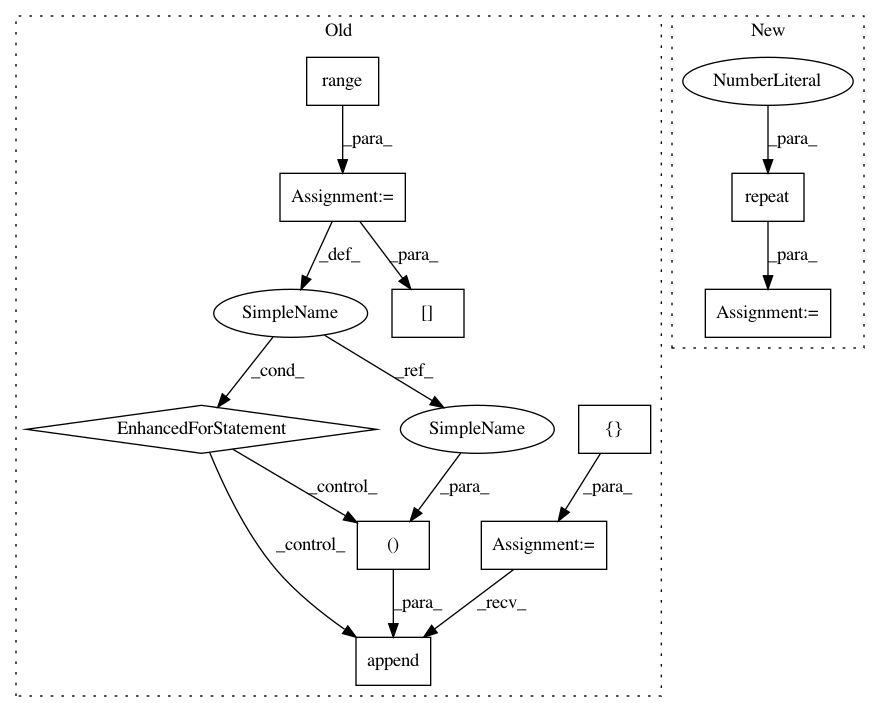 Old
New
range
NumberLiteral
_para_
_para_
Assignment:=
repeat
_def_
_para_
_para_
SimpleName
[]
Assignment:=
_cond_
_ref_
EnhancedForStatement
SimpleName
{}
_control_
_para_
_para_
_control_
()
Assignment:=
_para_
_recv_
append